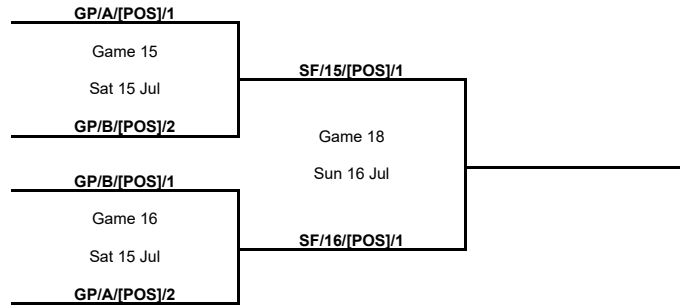 GP/A/[POS]/1
Game 15
Sat 15 Jul
GP/B/[POS]/2
SF/15/[POS]/1
Game 18
Sun 16 Jul
SF/16/[POS]/1
GP/B/[POS]/1
Game 16
Sat 15 Jul
GP/A/[POS]/2